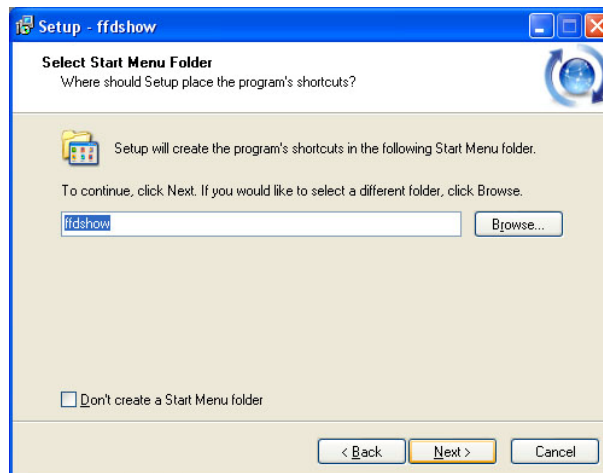 Setup - ffdshow
Select Start Menu Folder
Where should Setup place the program's shortcuts?
Setup will create the program's shortcuts in the following Start Menu folder.
To continue, click Next. If you would like to select a different folder, click Browse.
ffdshow
Browse...
Don't create a Start Menu folder
< Back
Next >
Cancel